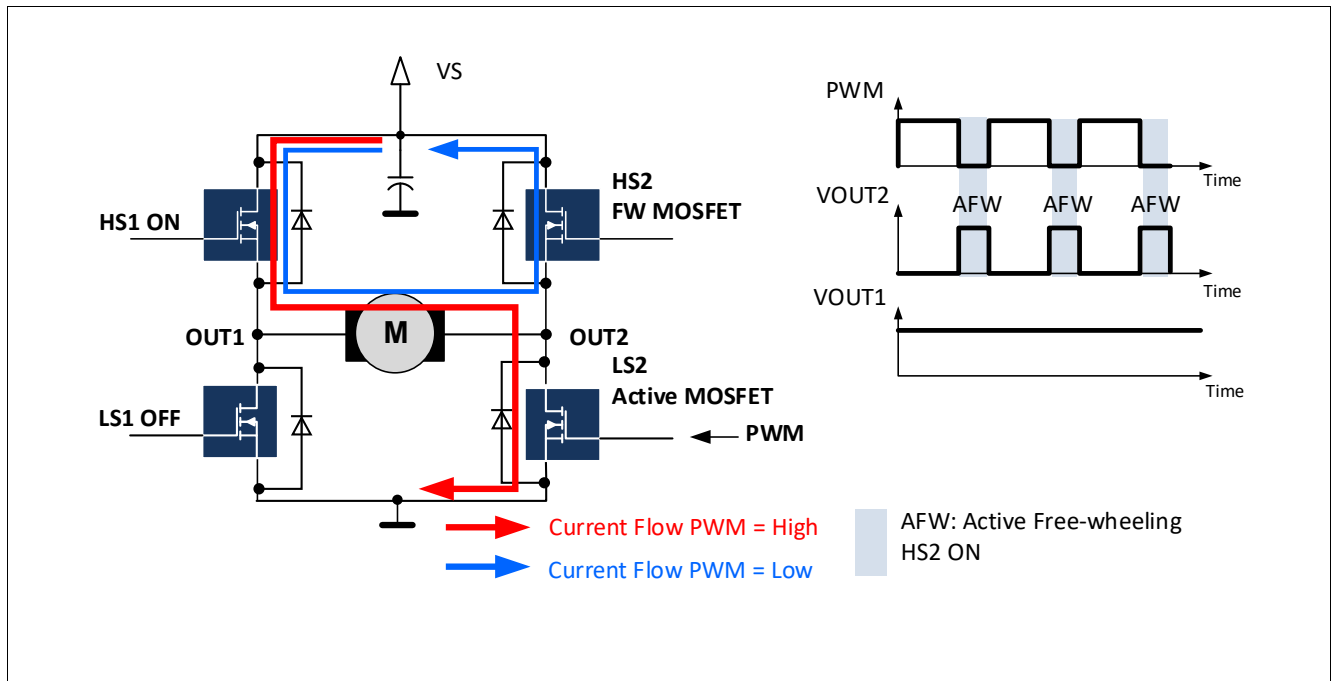 VS
HS1 ON
HS2
FW MOSFET
OUT1
M
OUT2
LS1 OFF
LS2
Active MOSFET
PWM
Current Flow PWM = High
Current Flow PWM = Low
PWM
Time
VOUT2
AFW AFW AFW
Time
VOUT1
Time
AFW: Active Free-wheeling
HS2 ON